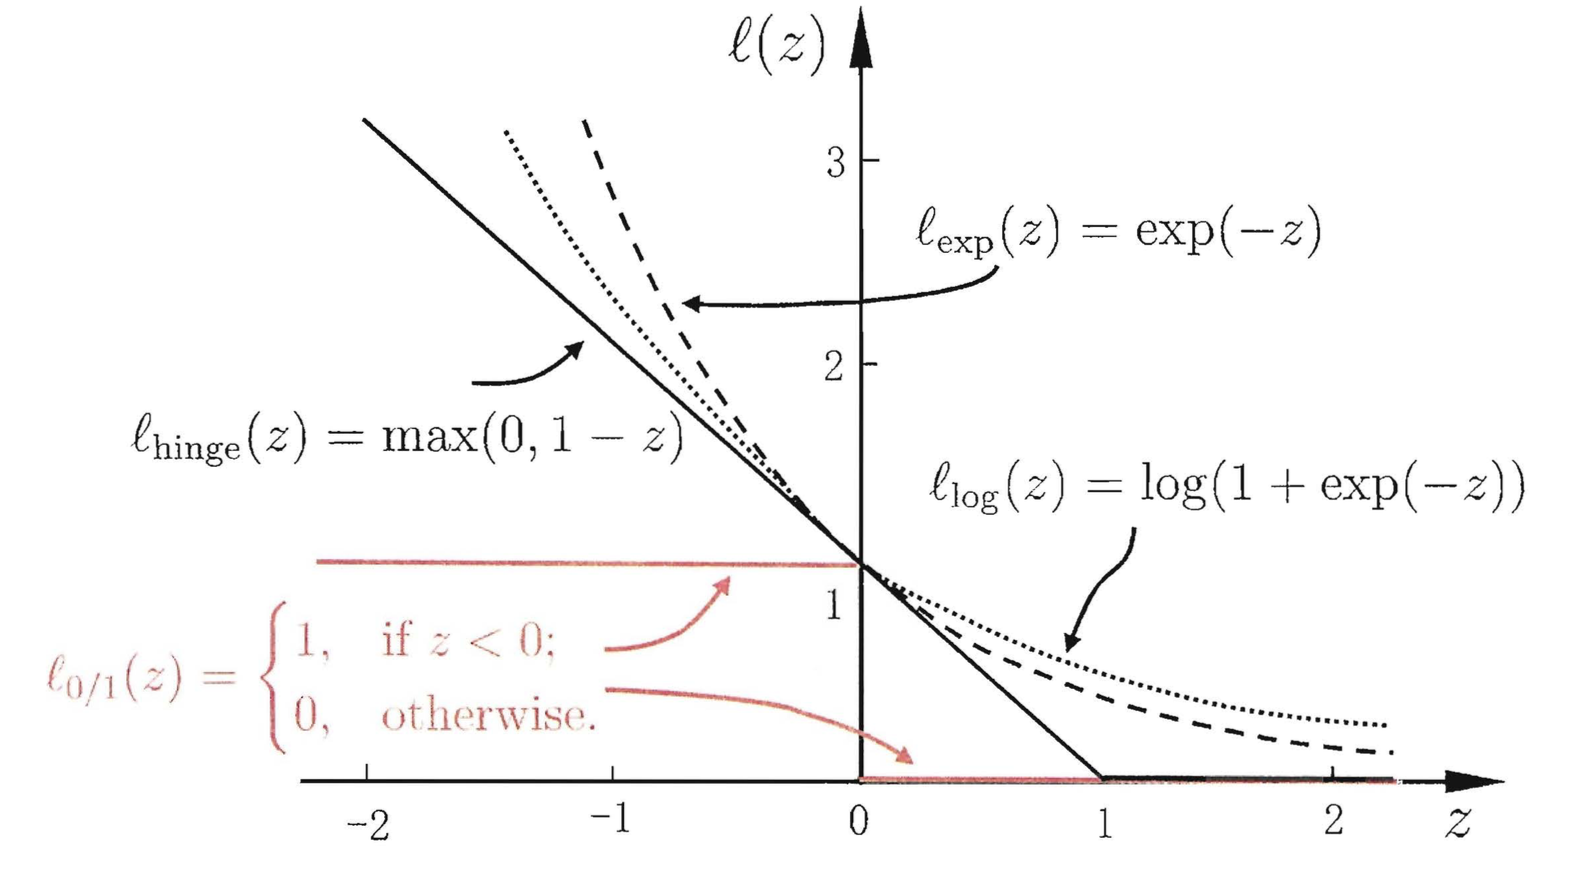 ℓ(z)
3
ℓ_exp(z) = exp(−z)
2
ℓ_hinge(z) = max(0, 1 − z)
ℓ_log(z) = log(1 + exp(−z))
1
ℓ_0/1(z) = { 1, if z < 0;
0, otherwise.
−2 −1 0 1 2 z